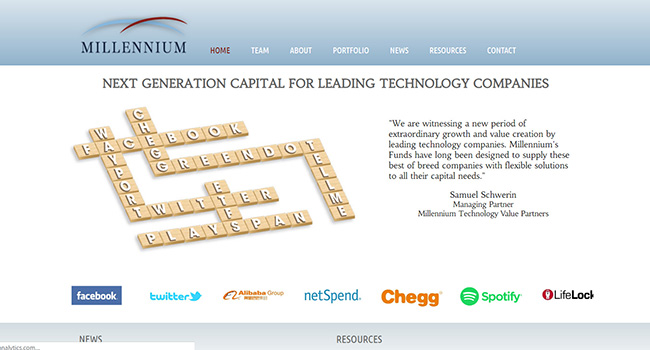 MILLENNIUM
HOME TEAM ABOUT PORTFOLIO NEWS RESOURCES CONTACT
NEXT GENERATION CAPITAL FOR LEADING TECHNOLOGY COMPANIES
WAYPORT
FACEBOOK
CHEGG
GREENDOT
TELLME
TWITTER
PLAYSPAN
"We are witnessing a new period of
extraordinary growth and value creation by
leading technology companies. Millennium's
Funds have long been designed to supply these
best of breed companies with flexible solutions
to all their capital needs."
Samuel Schwerin
Managing Partner
Millennium Technology Value Partners
facebook twitter Alibaba Group netSpend Chegg Spotify LifeLock
NEWS RESOURCES
nalytics.com...